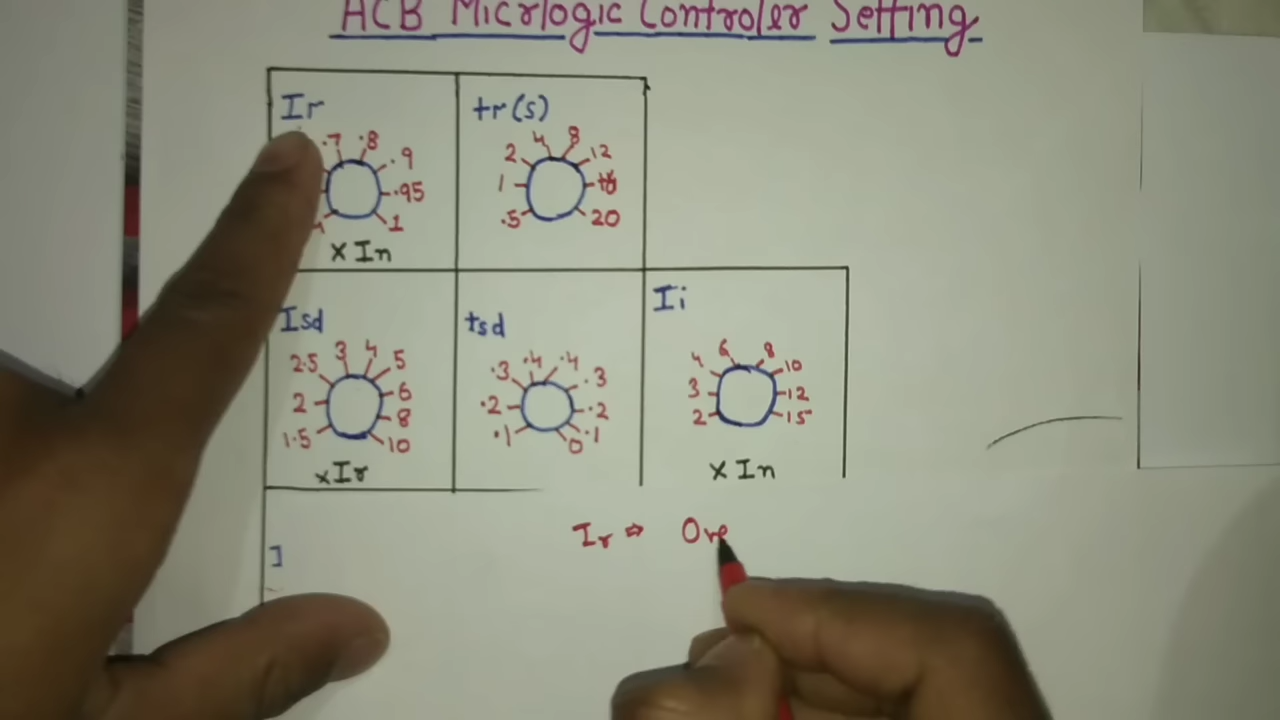 ACB Micrlogic Controler Setting
Ir
tr(s)
.7 .8 .9 .95 1
.5 1 2 4 8 12 20
x In
Isd
tsd
Ii
1.5 2 2.5 3 4 5 6 8 10
.1 .2 .3 .4 .4 .3 .2 .1 0
2 3 4 6 8 10 12 15
x Ir
x In
Ir ⇨ Ove